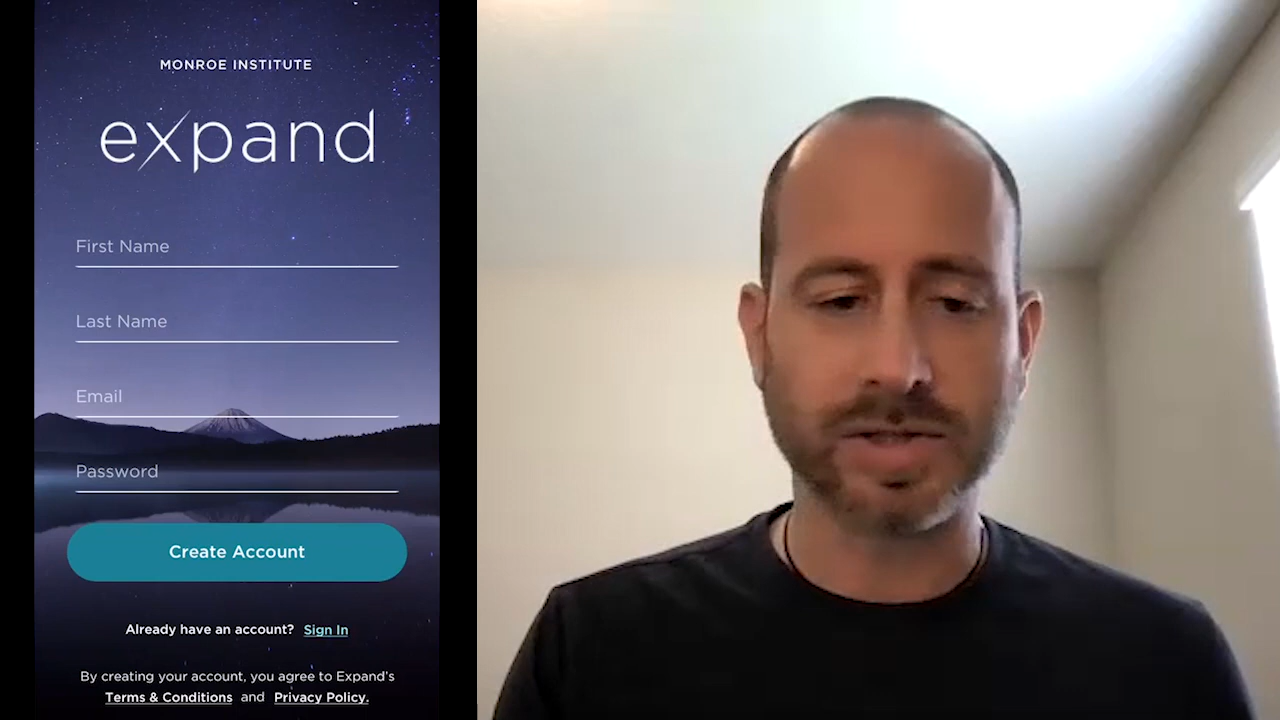 MONROE INSTITUTE
expand
First Name
Last Name
Email
Password
Create Account
Already have an account? Sign In
By creating your account, you agree to Expand's
Terms & Conditions and Privacy Policy.